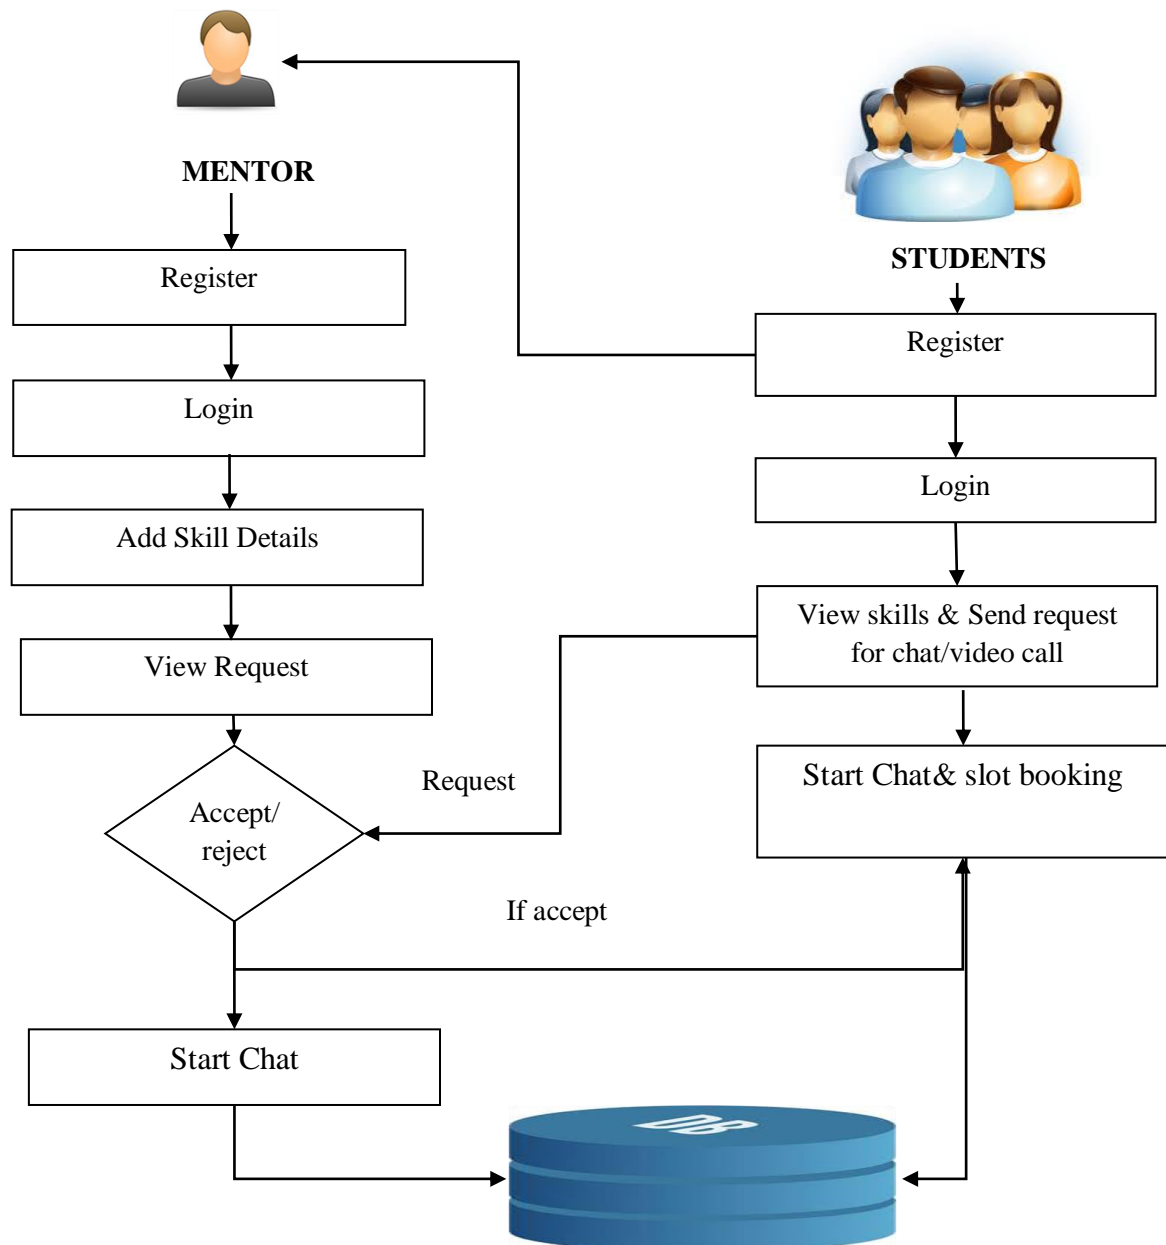 MENTOR
STUDENTS
Register
Register
Login
Login
Add Skill Details
View skills & Send request
for chat/video call
View Request
Request
Start Chat& slot booking
Accept/
reject
If accept
Start Chat
DB